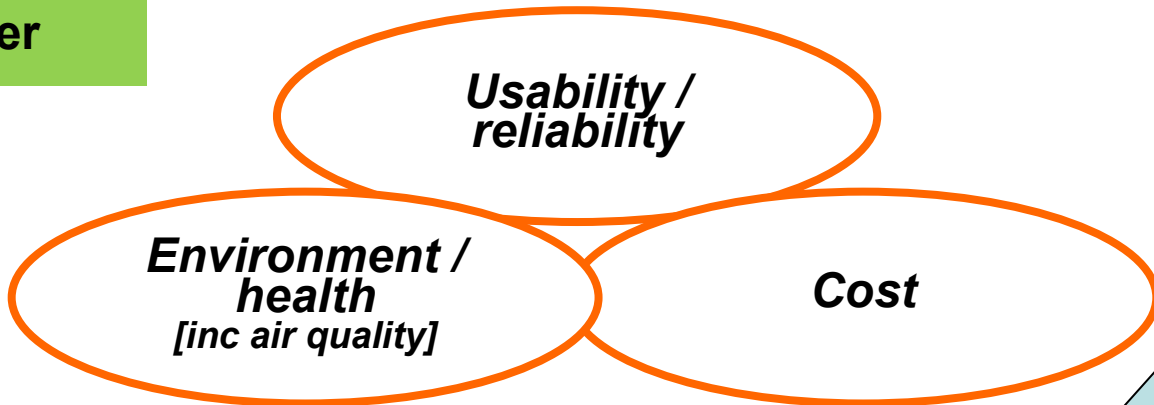 er
Usability /
reliability
Environment /
health
[inc air quality]
Cost